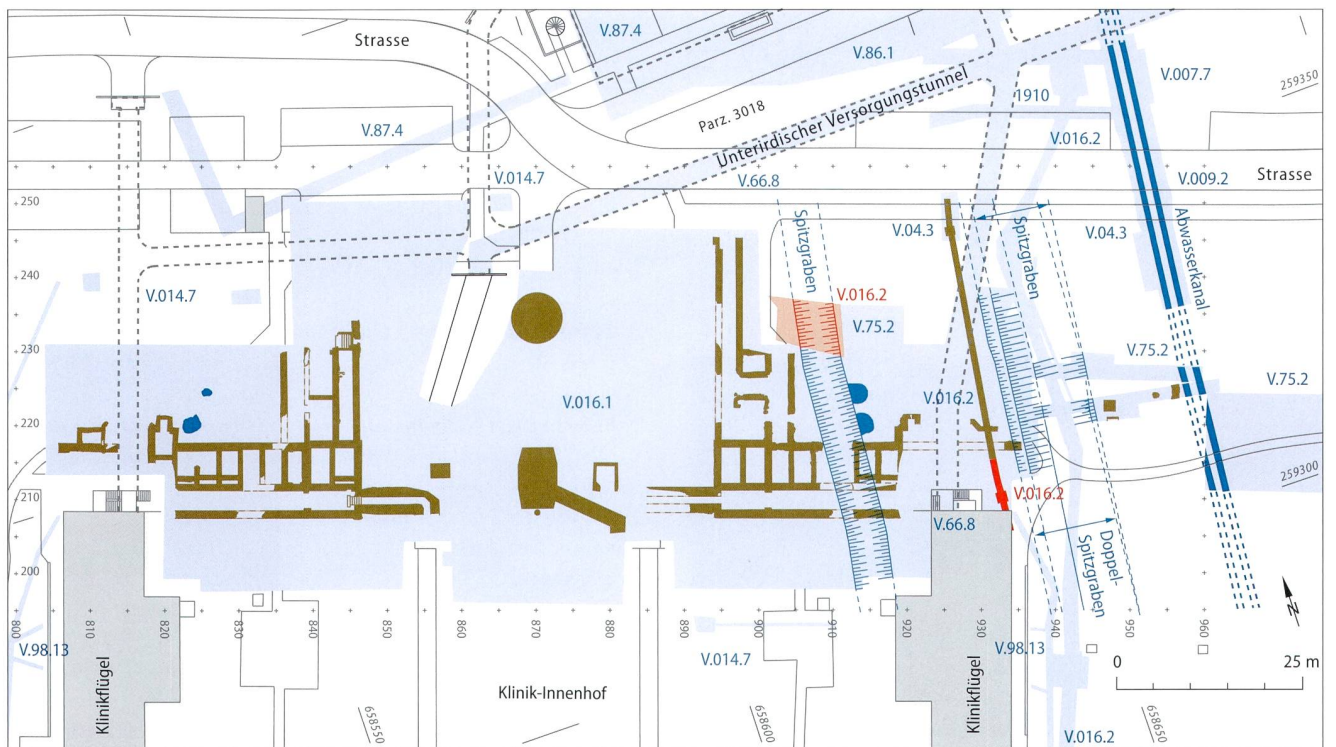 Strasse
V.87.4
V.86.1
V.007.7
259350
1910
Parz. 3018
Unterirdischer Versorgungstunnel
V.87.4
V.016.2
V.014.7
V.66.8
V.009.2
Strasse
250
Spitzgraben
V.04.3
Spitzgraben
V.04.3
Abwasserkanal
240
V.014.7
V.016.2
V.75.2
230
V.75.2
V.75.2
V.016.1
V.016.2
220
259300
210
V.016.2
V.66.8
Doppel-
Spitzgraben
200
N
800
810
820
830
840
850
860
870
880
890
900
910
920
930
940
950
960
V.98.13
V.014.7
V.98.13
0
25 m
Klinikflügel
Klinik-Innenhof
Klinikflügel
658550
658600
658650
V.016.2